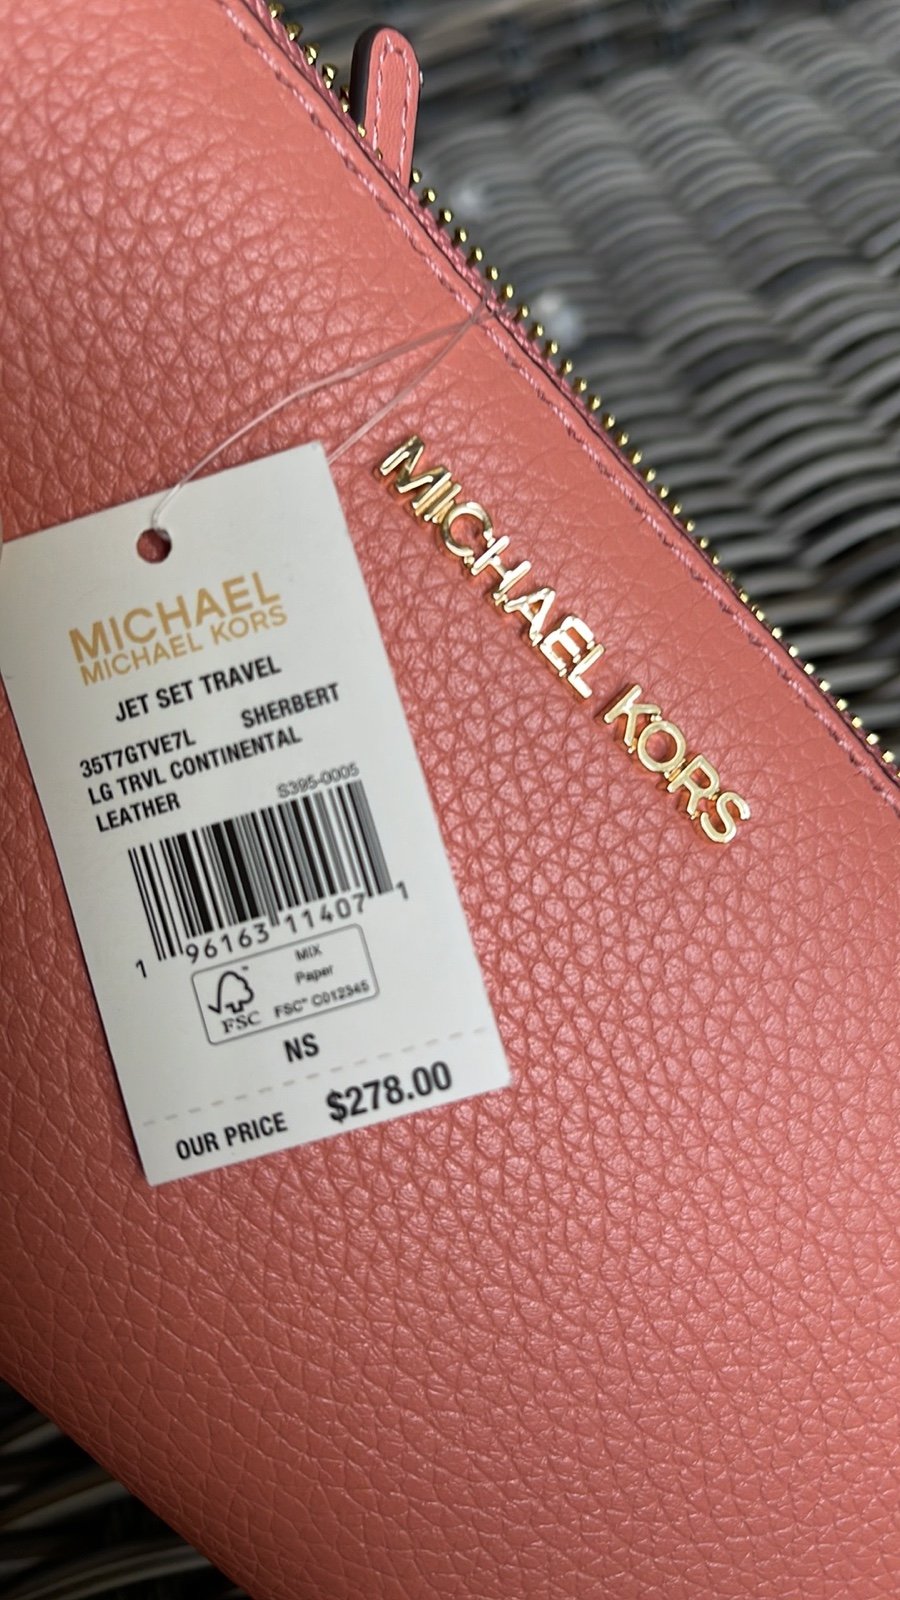 MICHAEL
MICHAEL KORS
JET SET TRAVEL
35T7GTVE7L SHERBERT
LG TRVL CONTINENTAL
LEATHER
S395-0005
1 96163 11407 1
MIX
Paper
FSC™ C012345
FSC
NS
OUR PRICE $278.00
MICHAEL KORS